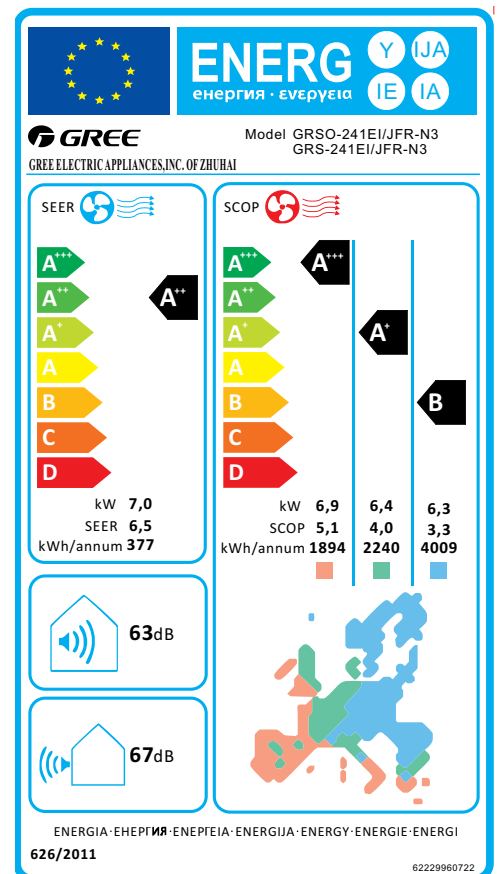 ENERG
енергия · ενεργεια
Y IJA
IE IA
GREE
GREE ELECTRIC APPLIANCES,INC. OF ZHUHAI
Model GRSO-241EI/JFR-N3
GRS-241EI/JFR-N3
SEER
A+++
A++
A+
A
B
C
D
A++
kW 7,0
SEER 6,5
kWh/annum 377
SCOP
A+++
A++
A+
A
B
C
D
A+++
A+
B
kW 6,9 6,4 6,3
SCOP 5,1 4,0 3,3
kWh/annum 1894 2240 4009
63dB
67dB
ENERGIA·ЕНЕРГИЯ·ΕΝΕΡΓΕΙΑ·ENERGIJA·ENERGY·ENERGIE·ENERGI
626/2011
62229960722